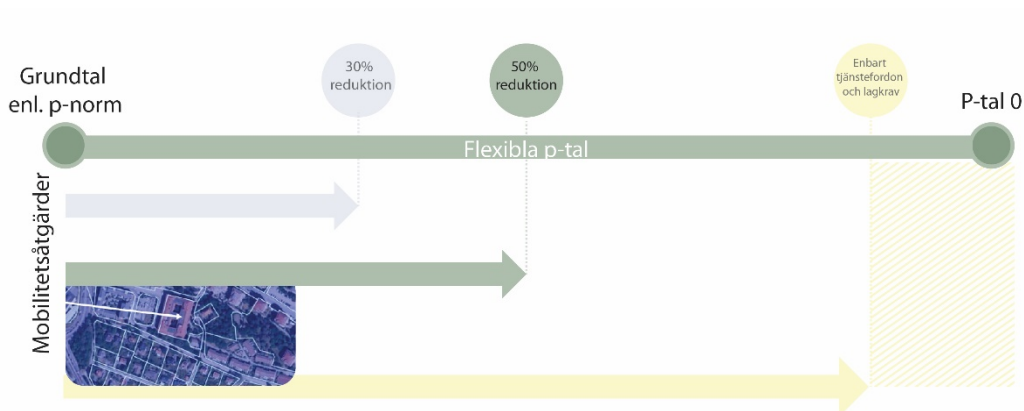 Grundtal
enl. p-norm
30%
reduktion
50%
reduktion
Enbart
tjänstefordon
och lagkrav
P-tal 0
Flexibla p-tal
Mobilitetsåtgärder